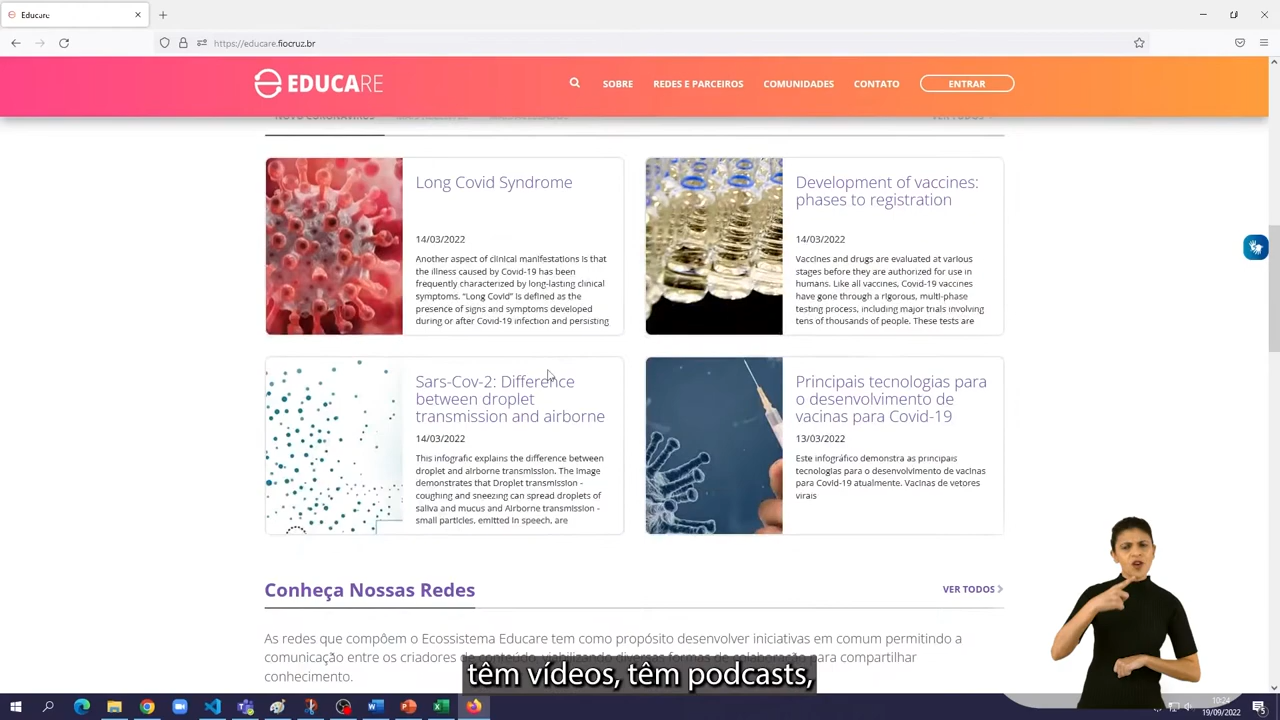 Educare
https://educare.fiocruz.br
EDUCARE
SOBRE
REDES E PARCEIROS
COMUNIDADES
CONTATO
ENTRAR
Long Covid Syndrome
14/03/2022
Another aspect of clinical manifestations is that
the illness caused by Covid-19 has been
frequently characterized by long-lasting clinical
symptoms. “Long Covid” is defined as the
presence of signs and symptoms developed
during or after Covid-19 infection and persisting
Development of vaccines:
phases to registration
14/03/2022
Vaccines and drugs are evaluated at various
stages before they are authorized for use in
humans. Like all vaccines, Covid-19 vaccines
have gone through a rigorous, multi-phase
testing process, including major trials involving
tens of thousands of people. These tests are
Sars-Cov-2: Difference
between droplet
transmission and airborne
14/03/2022
This infografic explains the difference between
droplet and airborne transmission. The image
demonstrates that Droplet transmission -
coughing and sneezing can spread droplets of
saliva and mucus and Airborne transmission -
small particles, emitted in speech, are
Principais tecnologias para
o desenvolvimento de
vacinas para Covid-19
13/03/2022
Este infográfico demonstra as principais
tecnologias para o desenvolvimento de vacinas
para Covid-19 atualmente. Vacinas de vetores
virais
Conheça Nossas Redes
VER TODOS
As redes que compõem o Ecossistema Educare tem como propósito desenvolver iniciativas em comum permitindo a
comunicação entre os criadores de conteúdo, viabilizando diversas formas de colaboração para compartilhar
conhecimento.
têm vídeos, têm podcasts,
10:24
19/09/2022